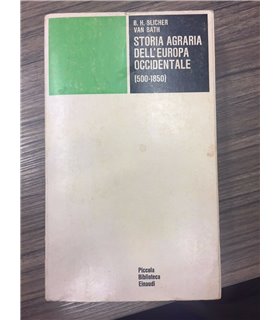 B. H. SLICHER
VAN BATH
STORIA AGRARIA
DELL'EUROPA
OCCIDENTALE
(500-1850)
Piccola
Biblioteca
Einaudi